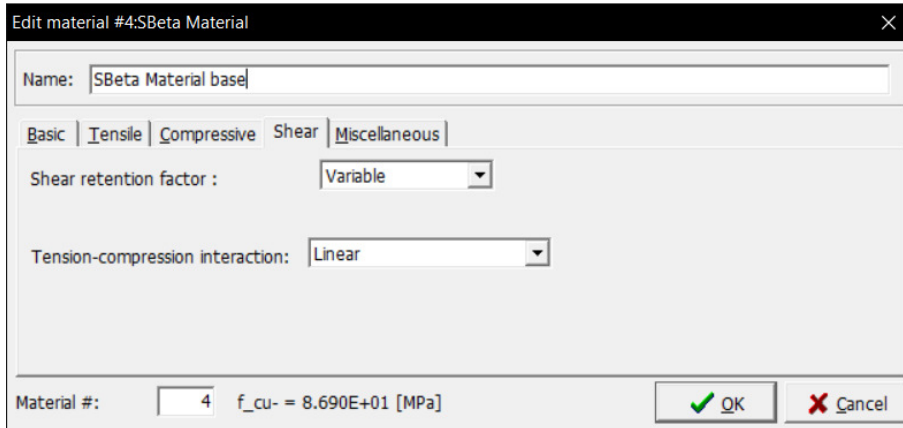 Edit material #4:SBeta Material
Name: SBeta Material base
Basic Tensile Compressive Shear Miscellaneous
Shear retention factor : Variable
Tension-compression interaction: Linear
Material #: 4 f_cu- = 8.690E+01 [MPa] OK Cancel